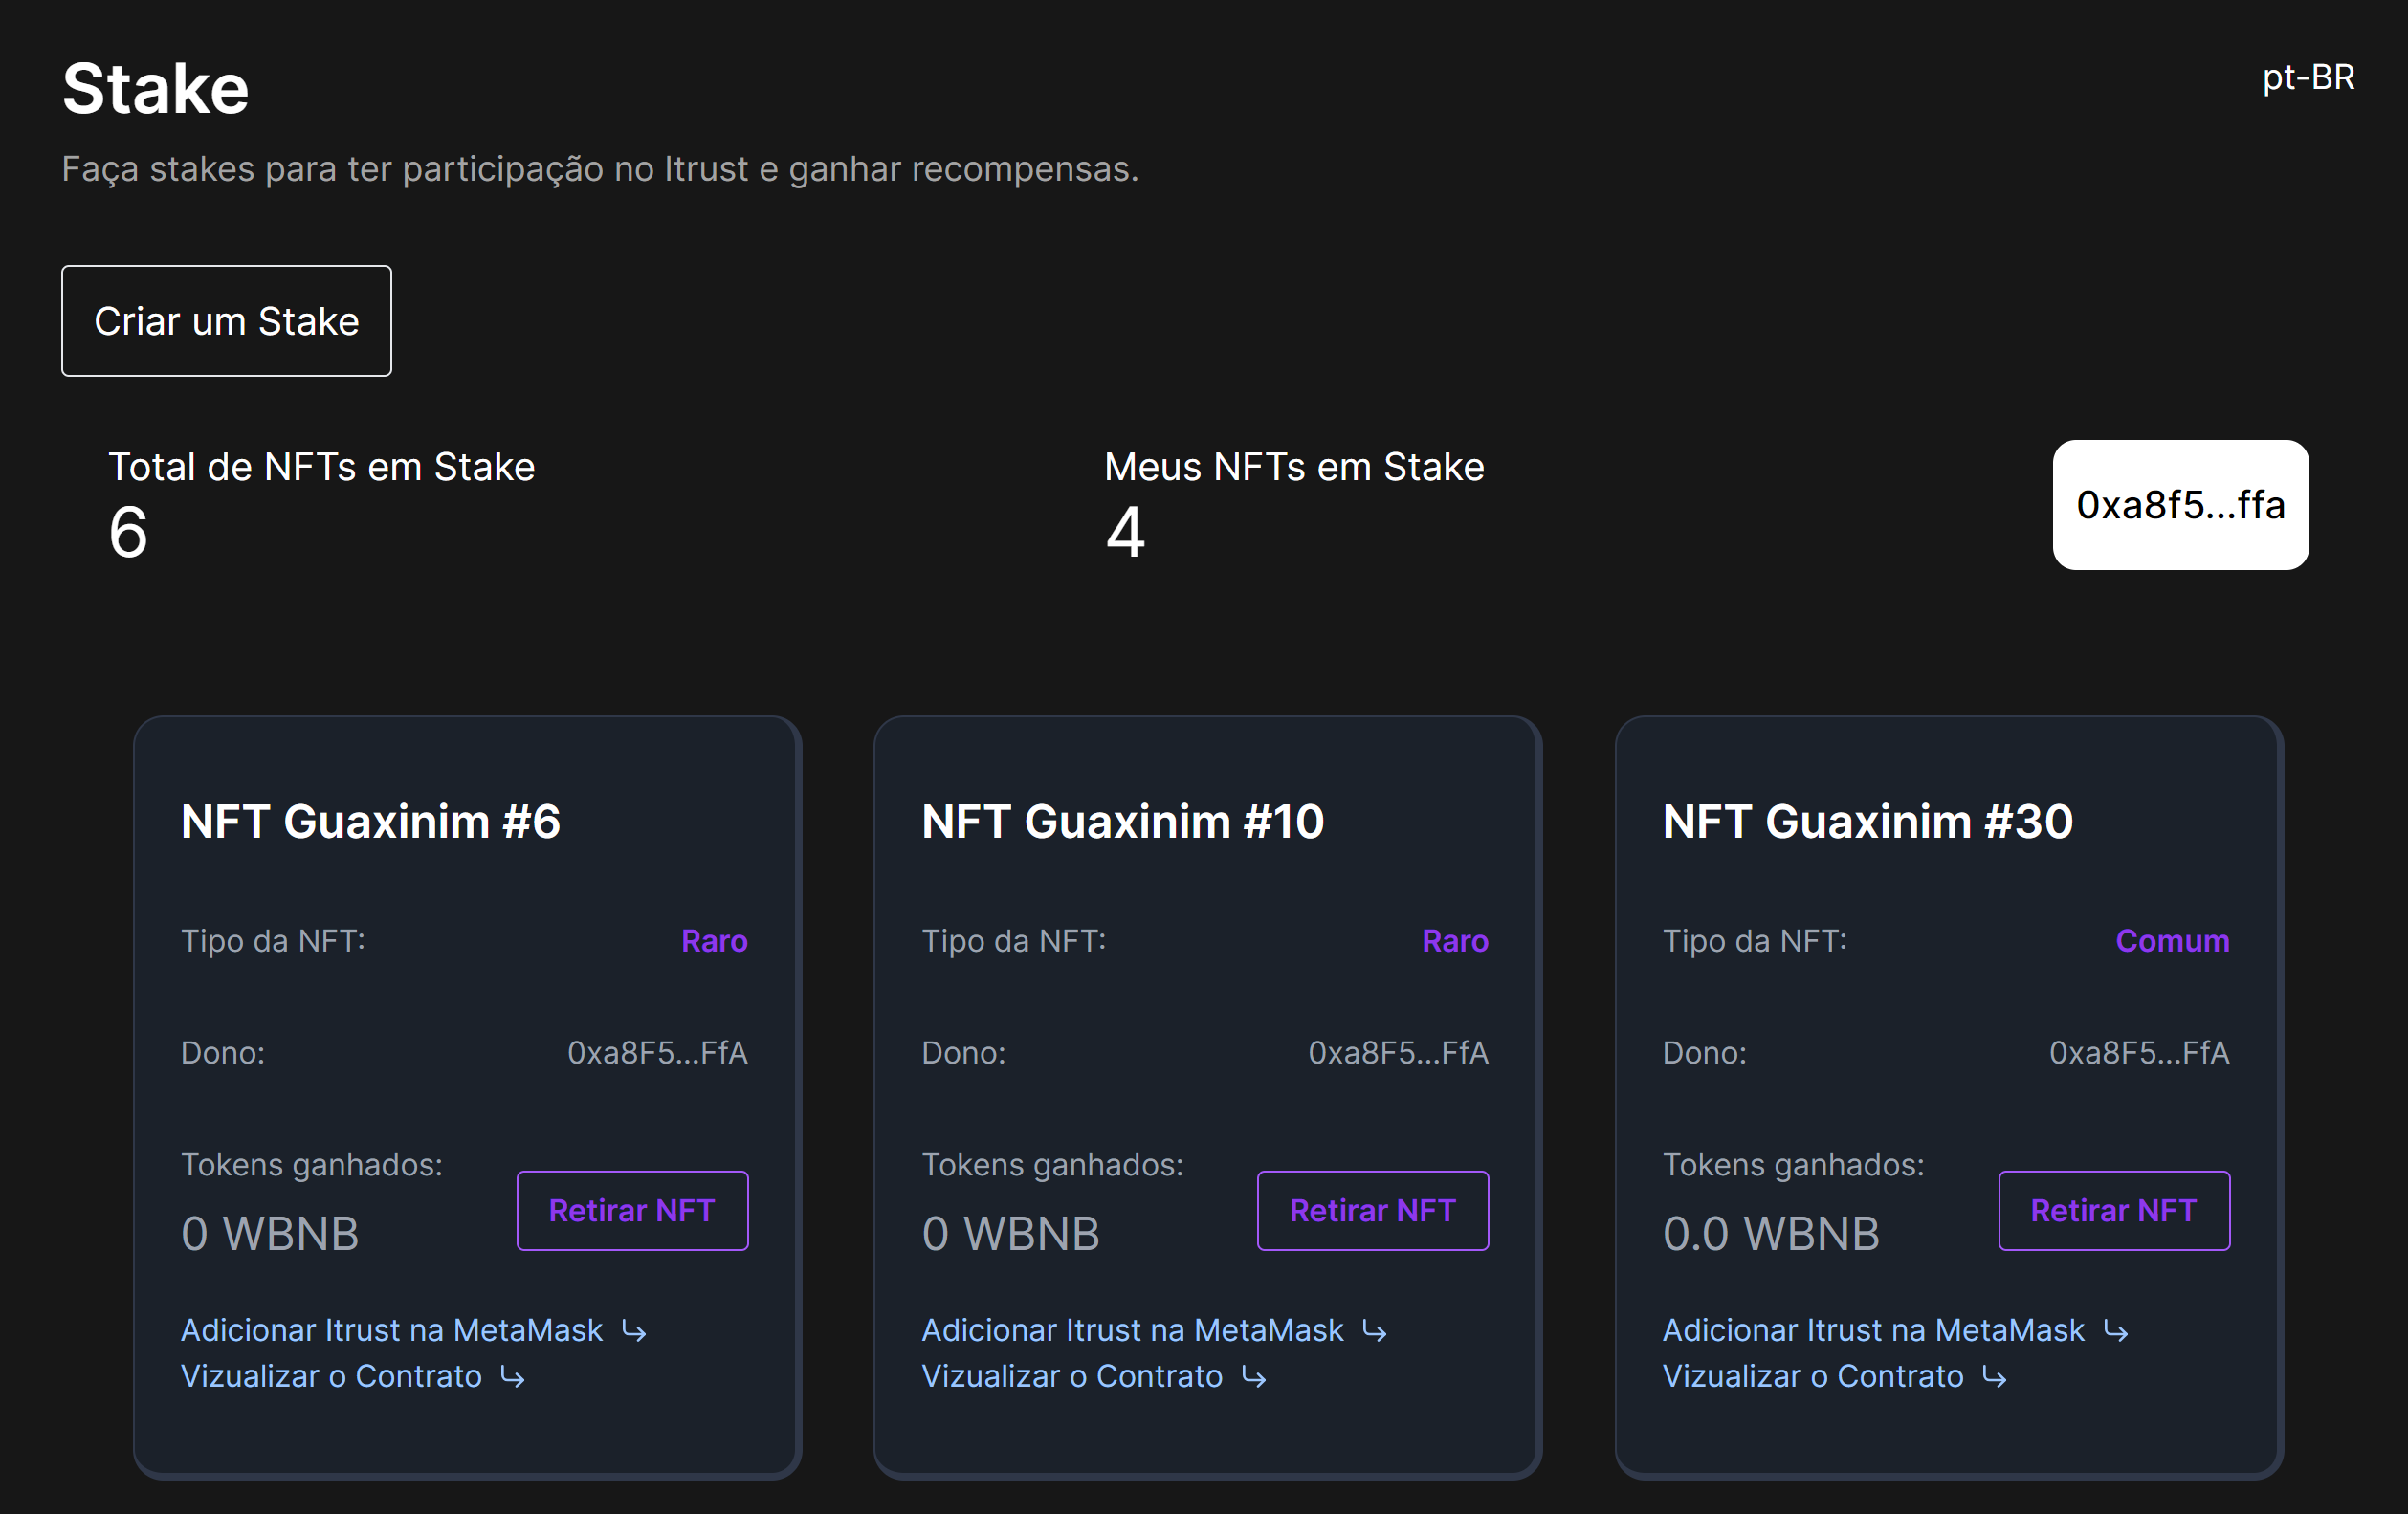 Stake
pt-BR
Faça stakes para ter participação no Itrust e ganhar recompensas.
Criar um Stake
Total de NFTs em Stake
6
Meus NFTs em Stake
4
0xa8f5...ffa
NFT Guaxinim #6
Tipo da NFT: Raro
Dono: 0xa8F5...FfA
Tokens ganhados:
0 WBNB
Retirar NFT
Adicionar Itrust na MetaMask
Vizualizar o Contrato
NFT Guaxinim #10
Tipo da NFT: Raro
Dono: 0xa8F5...FfA
Tokens ganhados:
0 WBNB
Retirar NFT
Adicionar Itrust na MetaMask
Vizualizar o Contrato
NFT Guaxinim #30
Tipo da NFT: Comum
Dono: 0xa8F5...FfA
Tokens ganhados:
0.0 WBNB
Retirar NFT
Adicionar Itrust na MetaMask
Vizualizar o Contrato